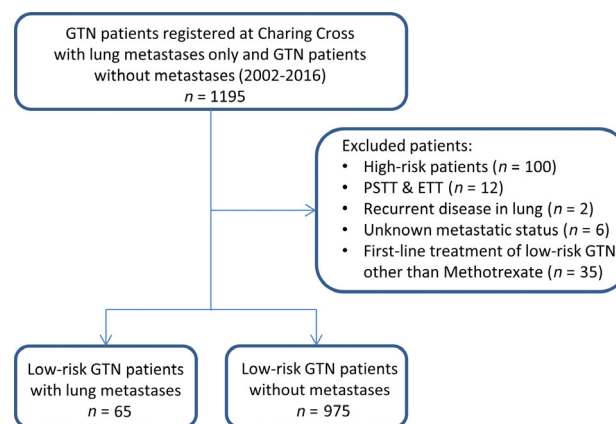 GTN patients registered at Charing Cross
with lung metastases only and GTN patients
without metastases (2002-2016)
n = 1195
Excluded patients:
• High-risk patients (n = 100)
• PSTT & ETT (n = 12)
• Recurrent disease in lung (n = 2)
• Unknown metastatic status (n = 6)
• First-line treatment of low-risk GTN
other than Methotrexate (n = 35)
Low-risk GTN patients
with lung metastases
n = 65
Low-risk GTN patients
without metastases
n = 975